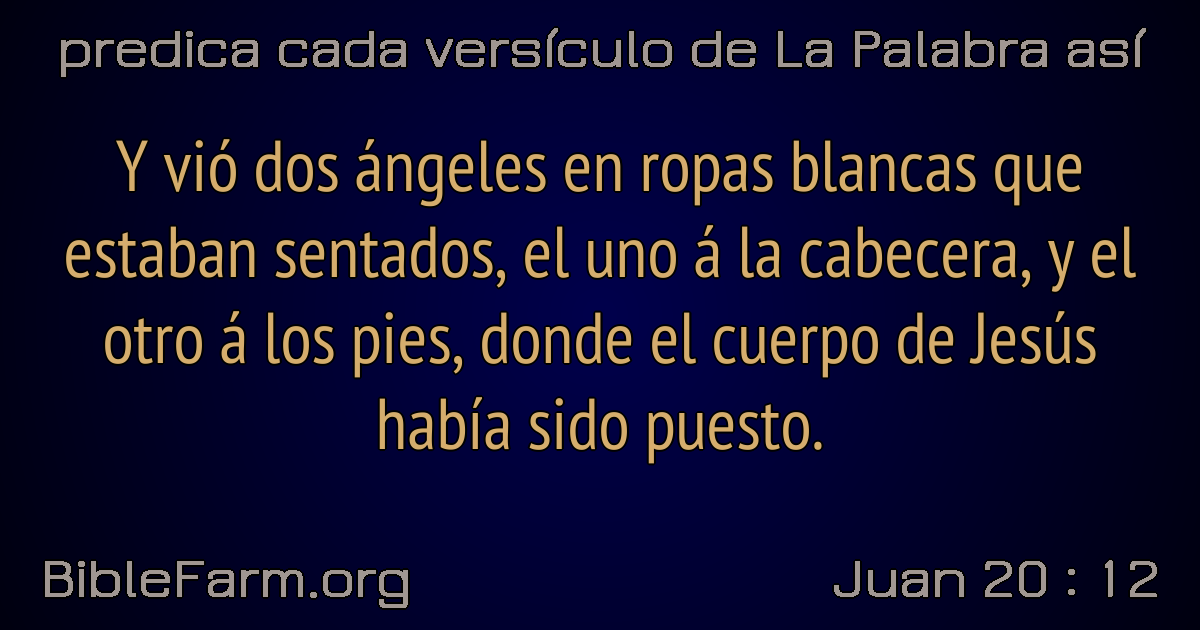 predica cada versículo de La Palabra así
Y vió dos ángeles en ropas blancas que
estaban sentados, el uno á la cabecera, y el
otro á los pies, donde el cuerpo de Jesús
había sido puesto.
BibleFarm.org
Juan 20 : 12